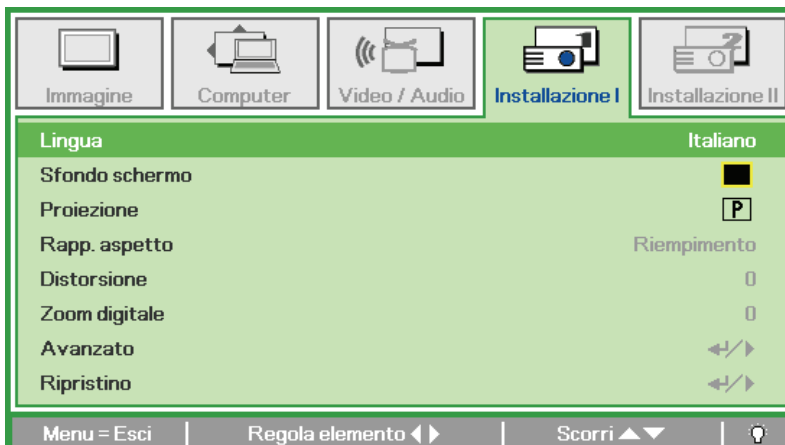 Immagine
Computer
Video / Audio
Installazione I
Installazione II
Lingua Italiano
Sfondo schermo
Proiezione P
Rapp. aspetto Riempimento
Distorsione 0
Zoom digitale 0
Avanzato
Ripristino
Menu = Esci Regola elemento Scorri